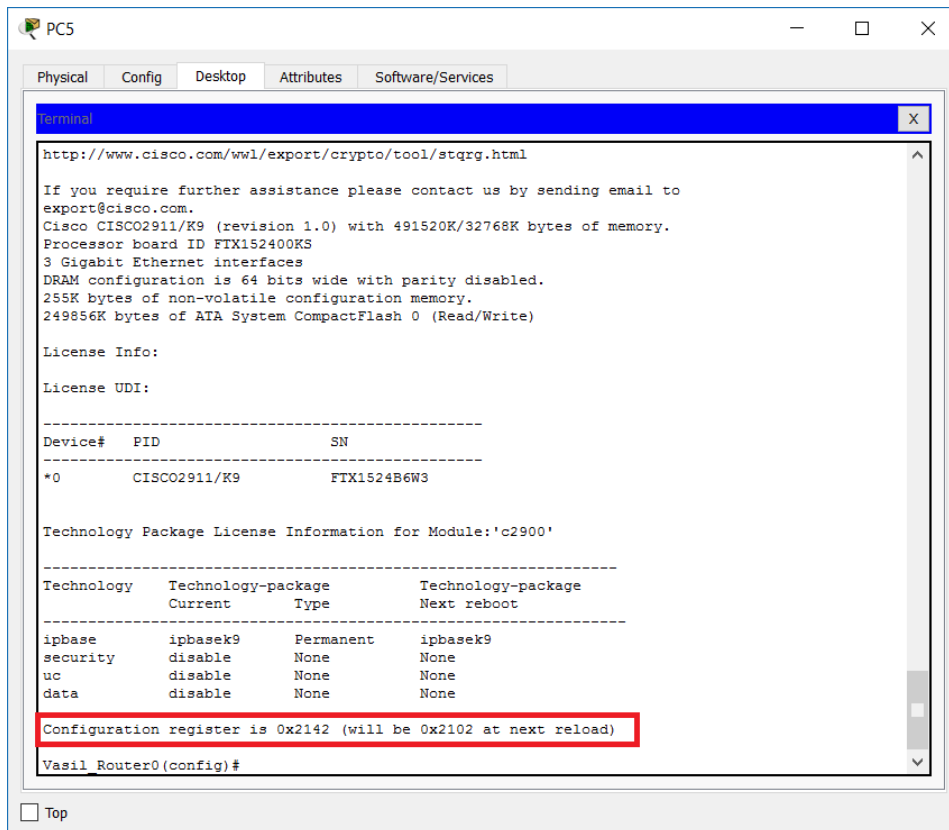 PC5
Physical Config Desktop Attributes Software/Services
Terminal X
http://www.cisco.com/wwl/export/crypto/tool/stqrg.html
If you require further assistance please contact us by sending email to
export@cisco.com.
Cisco CISCO2911/K9 (revision 1.0) with 491520K/32768K bytes of memory.
Processor board ID FTX152400KS
3 Gigabit Ethernet interfaces
DRAM configuration is 64 bits wide with parity disabled.
255K bytes of non-volatile configuration memory.
249856K bytes of ATA System CompactFlash 0 (Read/Write)
License Info:
License UDI:
-------------------------------------------------
Device# PID SN
-------------------------------------------------
*0 CISCO2911/K9 FTX1524B6W3
Technology Package License Information for Module:'c2900'
----------------------------------------------------------------
Technology Technology-package Technology-package
Current Type Next reboot
-----------------------------------------------------------------
ipbase ipbasek9 Permanent ipbasek9
security disable None None
uc disable None None
data disable None None
Configuration register is 0x2142 (will be 0x2102 at next reload)
Vasil_Router0(config)#
Top